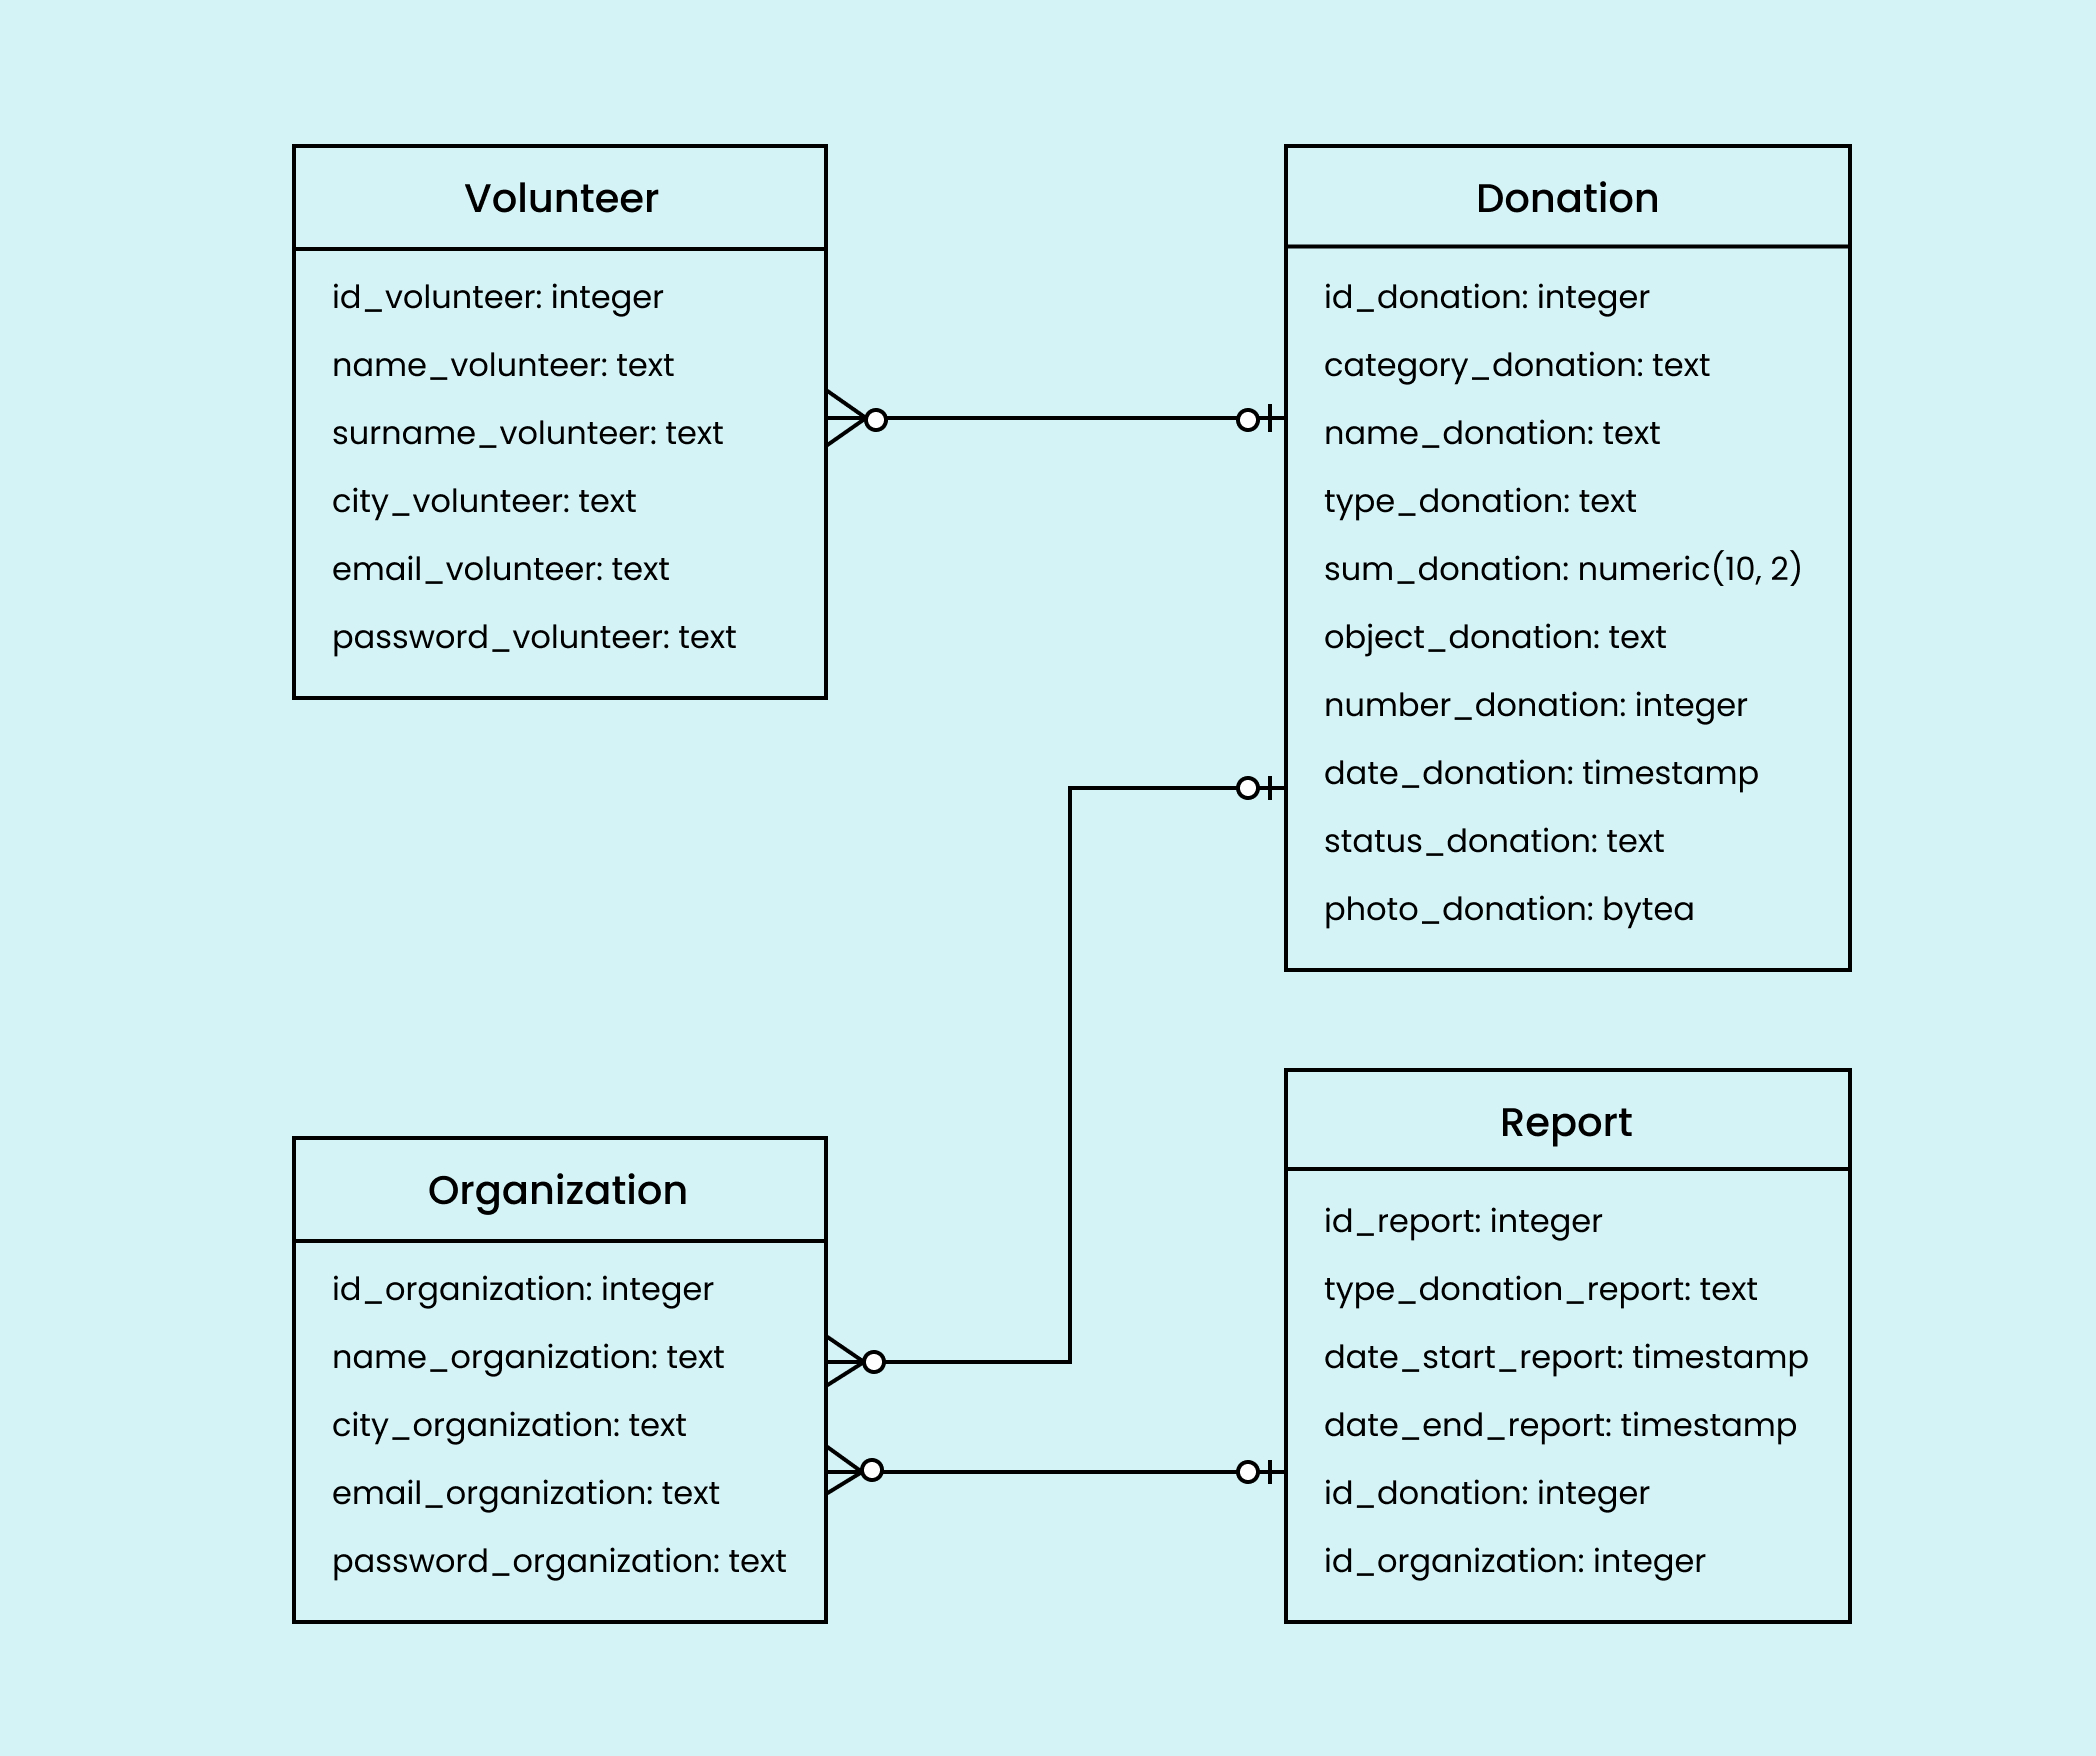 Volunteer
id_volunteer: integer
name_volunteer: text
surname_volunteer: text
city_volunteer: text
email_volunteer: text
password_volunteer: text
Donation
id_donation: integer
category_donation: text
name_donation: text
type_donation: text
sum_donation: numeric(10, 2)
object_donation: text
number_donation: integer
date_donation: timestamp
status_donation: text
photo_donation: bytea
Organization
id_organization: integer
name_organization: text
city_organization: text
email_organization: text
password_organization: text
Report
id_report: integer
type_donation_report: text
date_start_report: timestamp
date_end_report: timestamp
id_donation: integer
id_organization: integer